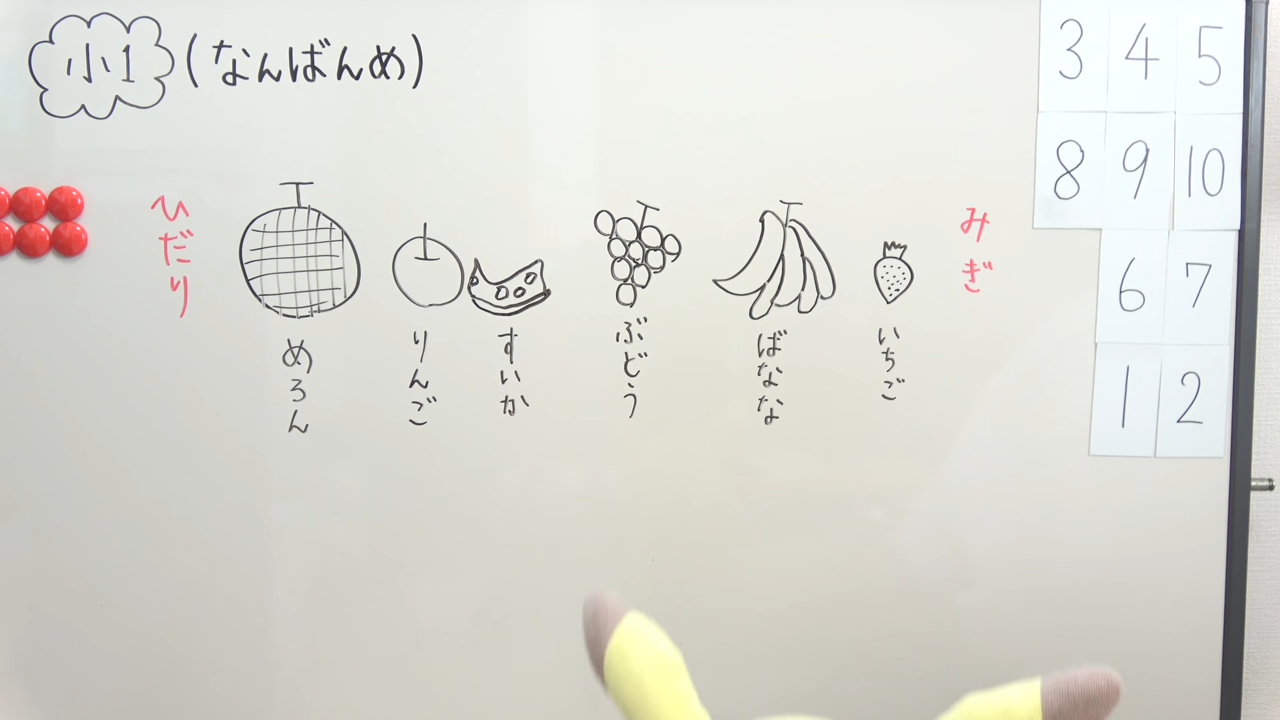 小1(なんばんめ)
ひだり
めろん
りんご
すいか
ぶどう
ばなな
いちご
みぎ
3 4 5
8 9 10
6 7
1 2